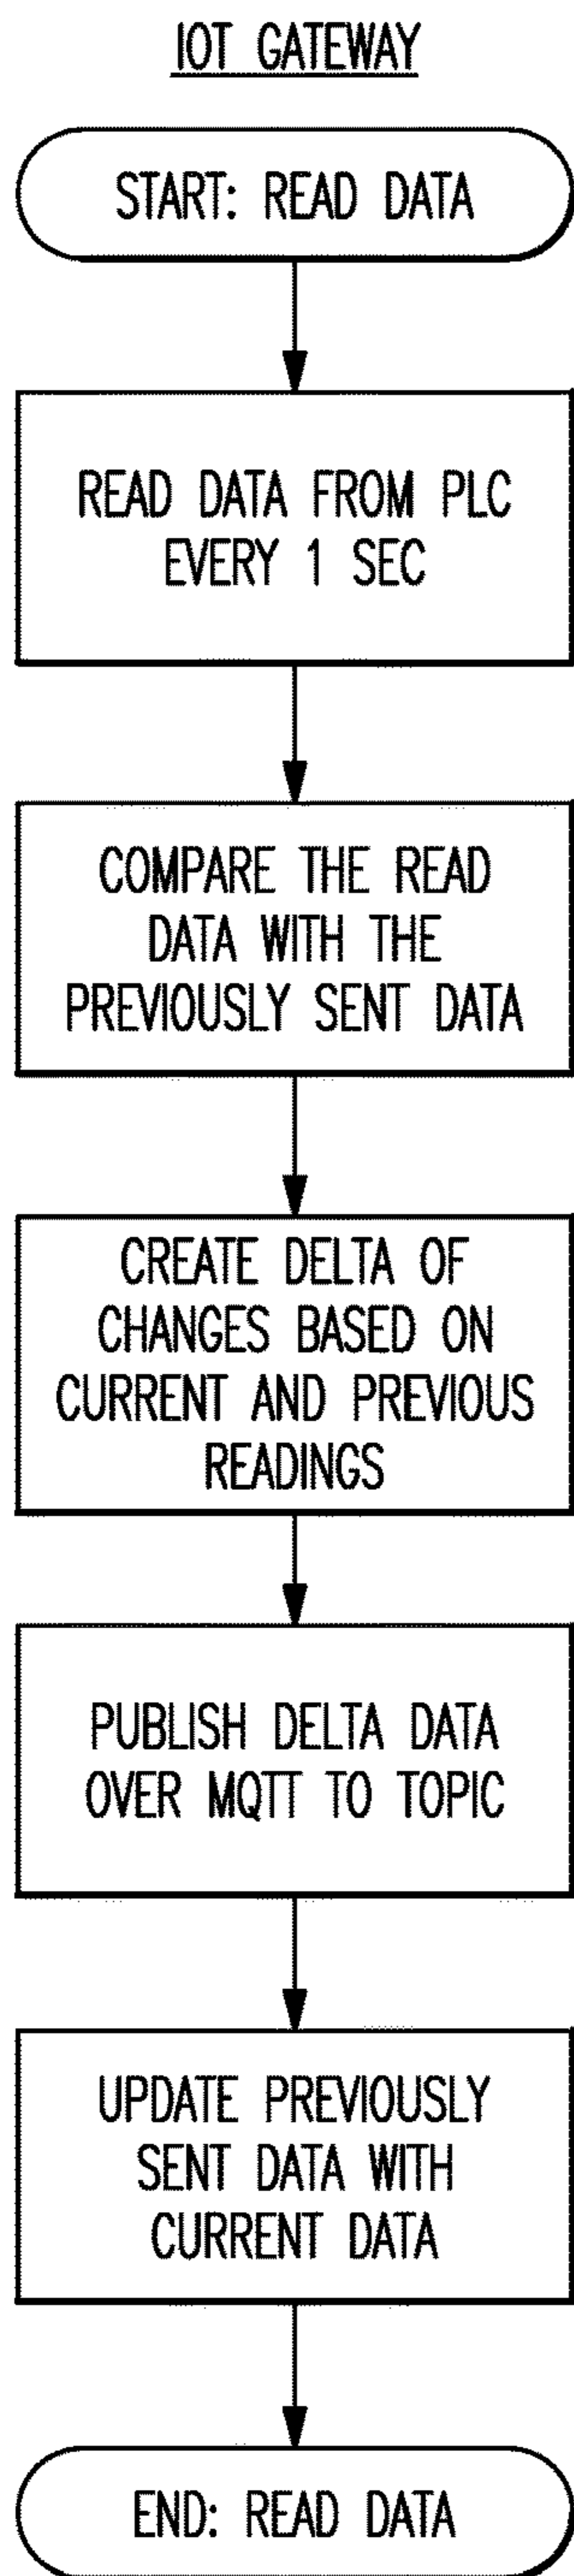 IOT GATEWAY
START: READ DATA
READ DATA FROM PLC
EVERY 1 SEC
COMPARE THE READ
DATA WITH THE
PREVIOUSLY SENT DATA
CREATE DELTA OF
CHANGES BASED ON
CURRENT AND PREVIOUS
READINGS
PUBLISH DELTA DATA
OVER MQTT TO TOPIC
UPDATE PREVIOUSLY
SENT DATA WITH
CURRENT DATA
END: READ DATA